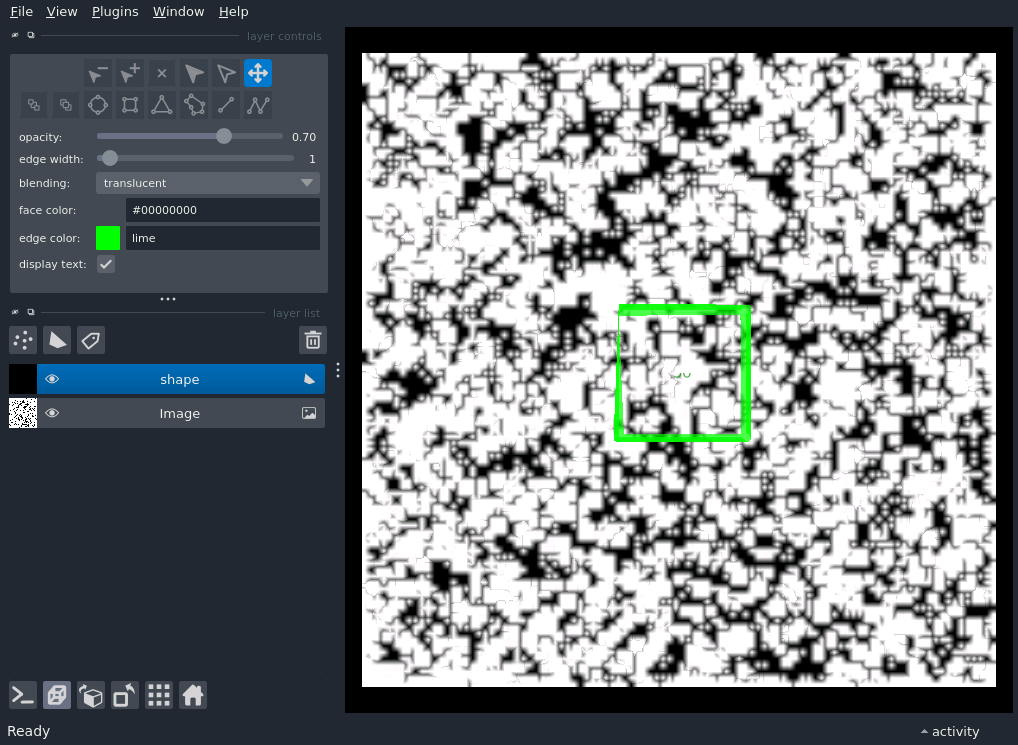 File View Plugins Window Help
layer controls
opacity: 0.70
edge width: 1
blending: translucent
face color: #00000000
edge color: lime
display text:
layer list
shape
Image
Ready
activity